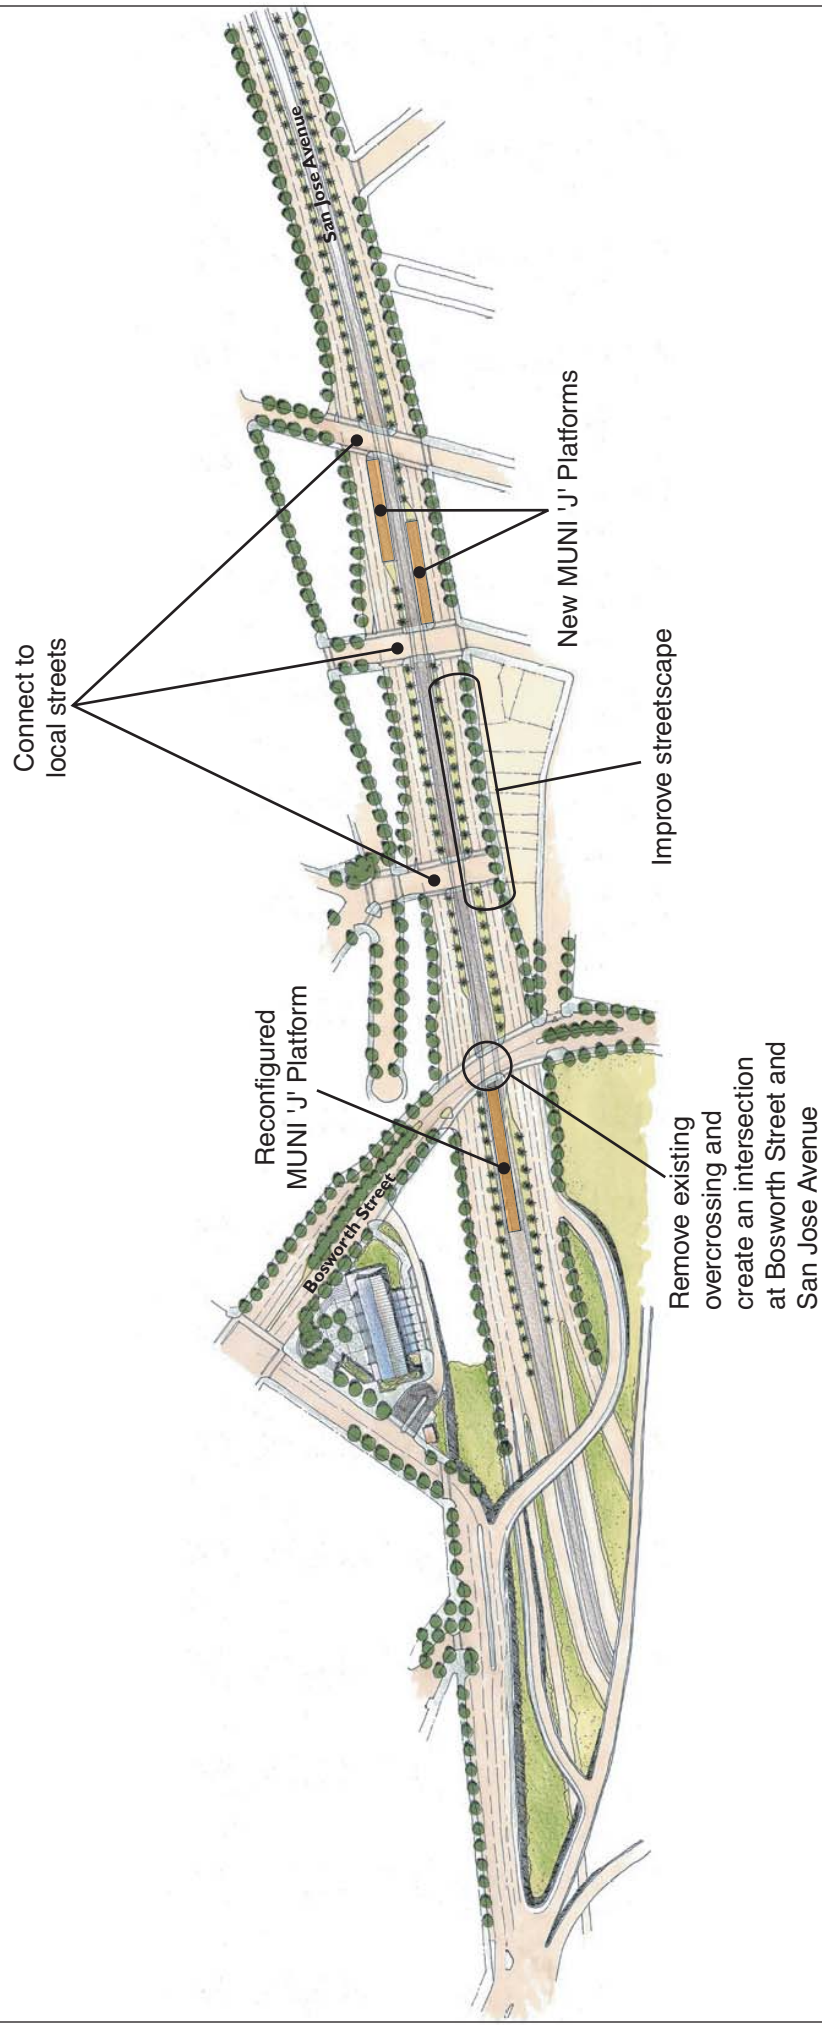 Connect to
local streets
San Jose Avenue
New MUNI 'J' Platforms
Improve streetscape
Reconfigured
MUNI 'J' Platform
Bosworth Street
Remove existing
overcrossing and
create an intersection
at Bosworth Street and
San Jose Avenue